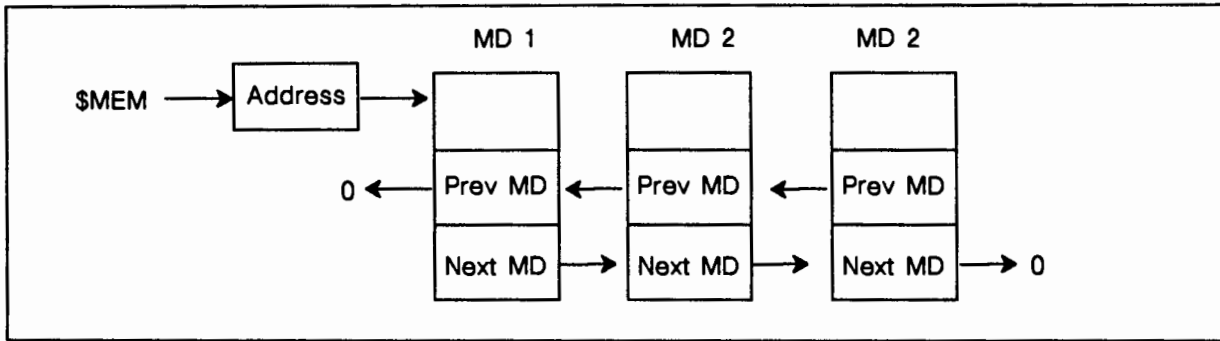 MD 1 MD 2 MD 2
$MEM Address
0 Prev MD Prev MD Prev MD
Next MD Next MD Next MD 0